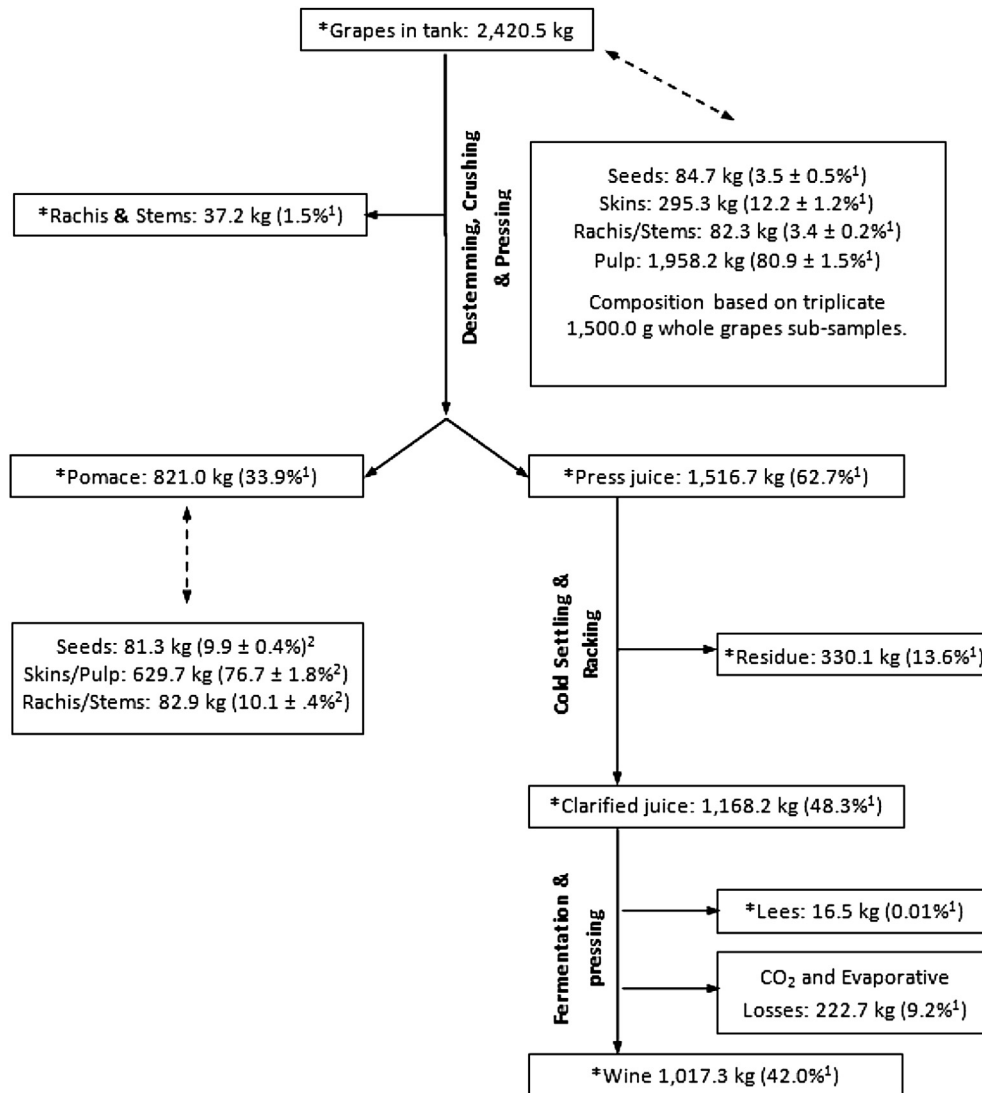 *Grapes in tank: 2,420.5 kg
Destemming, Crushing
& Pressing
Seeds: 84.7 kg (3.5 ± 0.5%¹)
Skins: 295.3 kg (12.2 ± 1.2%¹)
Rachis/Stems: 82.3 kg (3.4 ± 0.2%¹)
Pulp: 1,958.2 kg (80.9 ± 1.5%¹)
Composition based on triplicate
1,500.0 g whole grapes sub-samples.
*Rachis & Stems: 37.2 kg (1.5%¹)
*Pomace: 821.0 kg (33.9%¹)
*Press juice: 1,516.7 kg (62.7%¹)
Seeds: 81.3 kg (9.9 ± 0.4%)²
Skins/Pulp: 629.7 kg (76.7 ± 1.8%²)
Rachis/Stems: 82.9 kg (10.1 ± .4%²)
Cold Settling &
Racking
*Residue: 330.1 kg (13.6%¹)
*Clarified juice: 1,168.2 kg (48.3%¹)
Fermentation &
pressing
*Lees: 16.5 kg (0.01%¹)
CO₂ and Evaporative
Losses: 222.7 kg (9.2%¹)
*Wine 1,017.3 kg (42.0%¹)